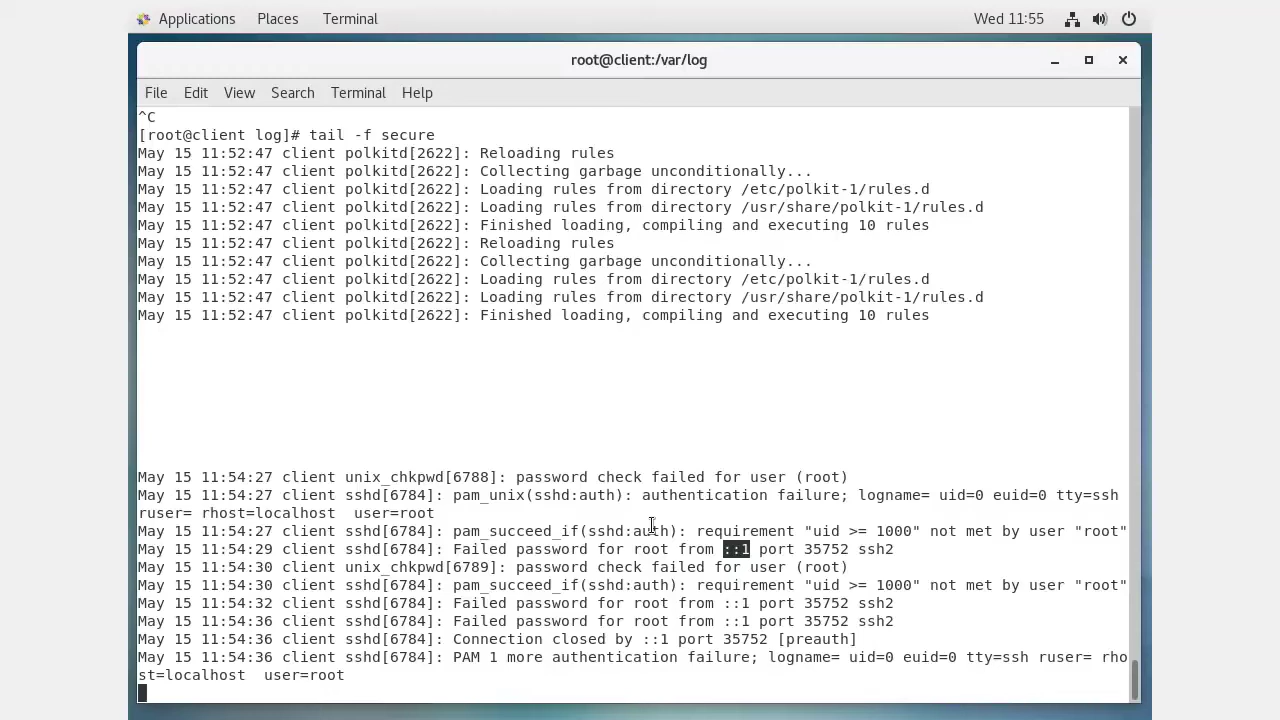 Applications Places Terminal Wed 11:55
root@client:/var/log
File Edit View Search Terminal Help
^C
[root@client log]# tail -f secure
May 15 11:52:47 client polkitd[2622]: Reloading rules
May 15 11:52:47 client polkitd[2622]: Collecting garbage unconditionally...
May 15 11:52:47 client polkitd[2622]: Loading rules from directory /etc/polkit-1/rules.d
May 15 11:52:47 client polkitd[2622]: Loading rules from directory /usr/share/polkit-1/rules.d
May 15 11:52:47 client polkitd[2622]: Finished loading, compiling and executing 10 rules
May 15 11:52:47 client polkitd[2622]: Reloading rules
May 15 11:52:47 client polkitd[2622]: Collecting garbage unconditionally...
May 15 11:52:47 client polkitd[2622]: Loading rules from directory /etc/polkit-1/rules.d
May 15 11:52:47 client polkitd[2622]: Loading rules from directory /usr/share/polkit-1/rules.d
May 15 11:52:47 client polkitd[2622]: Finished loading, compiling and executing 10 rules
May 15 11:54:27 client unix_chkpwd[6788]: password check failed for user (root)
May 15 11:54:27 client sshd[6784]: pam_unix(sshd:auth): authentication failure; logname= uid=0 euid=0 tty=ssh
ruser= rhost=localhost  user=root
May 15 11:54:27 client sshd[6784]: pam_succeed_if(sshd:auth): requirement "uid >= 1000" not met by user "root"
May 15 11:54:29 client sshd[6784]: Failed password for root from ::1 port 35752 ssh2
May 15 11:54:30 client unix_chkpwd[6789]: password check failed for user (root)
May 15 11:54:30 client sshd[6784]: pam_succeed_if(sshd:auth): requirement "uid >= 1000" not met by user "root"
May 15 11:54:32 client sshd[6784]: Failed password for root from ::1 port 35752 ssh2
May 15 11:54:36 client sshd[6784]: Failed password for root from ::1 port 35752 ssh2
May 15 11:54:36 client sshd[6784]: Connection closed by ::1 port 35752 [preauth]
May 15 11:54:36 client sshd[6784]: PAM 1 more authentication failure; logname= uid=0 euid=0 tty=ssh ruser= rho
st=localhost  user=root